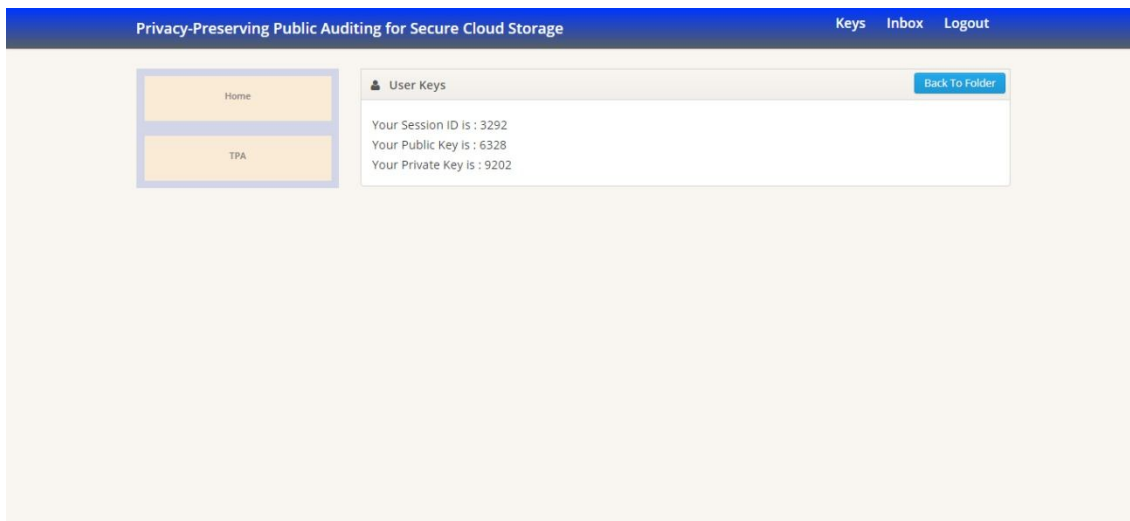 Privacy-Preserving Public Auditing for Secure Cloud Storage
Keys Inbox Logout
Home
TPA
User Keys
Back To Folder
Your Session ID is : 3292
Your Public Key is : 6328
Your Private Key is : 9202